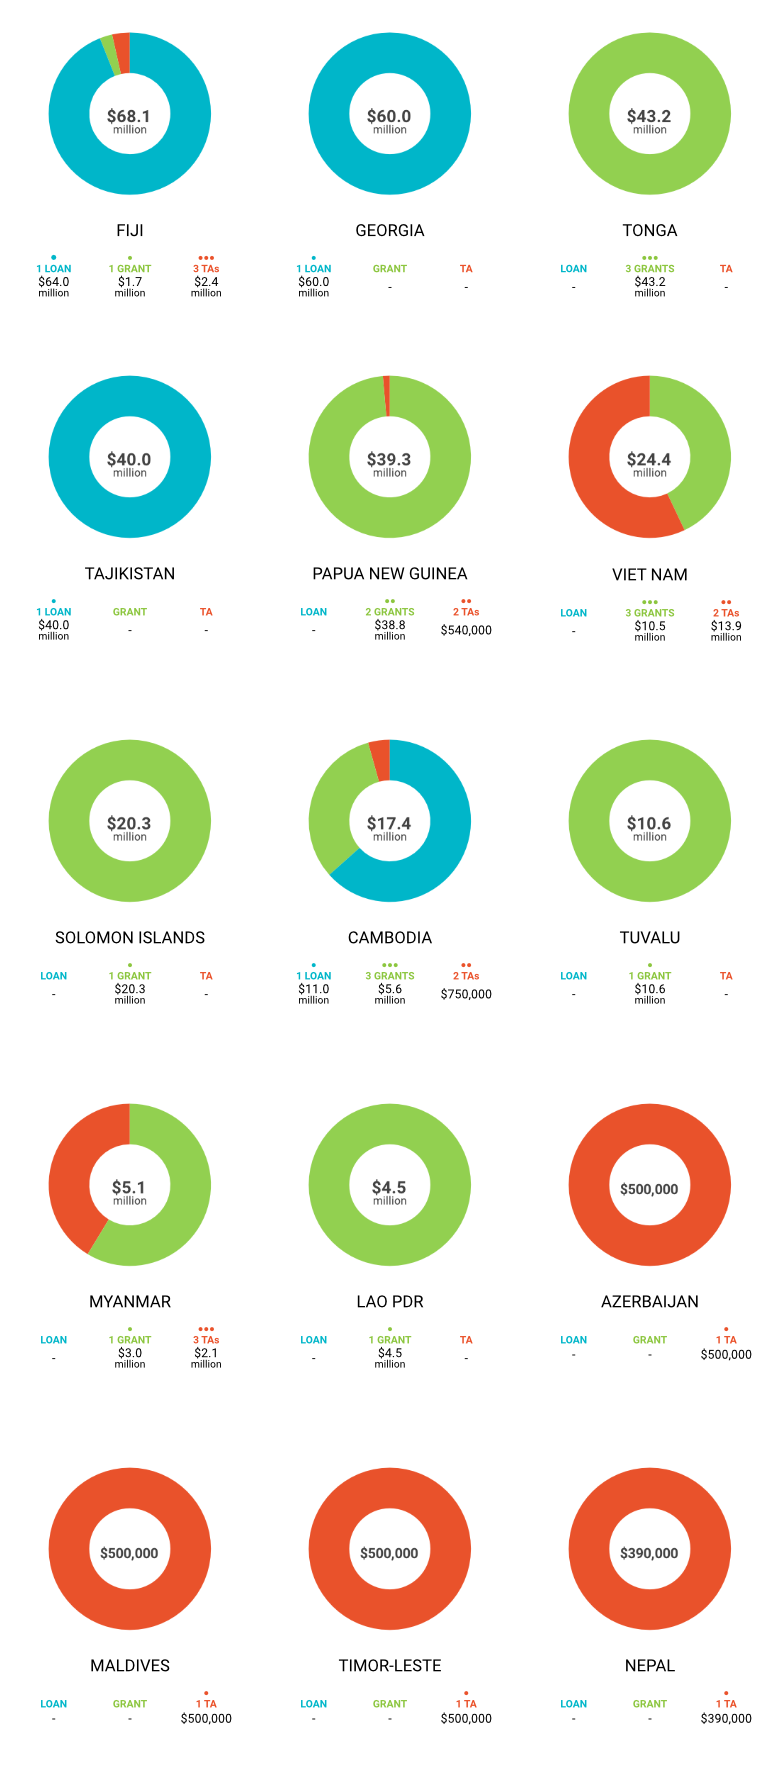 $68.1
million
$60.0
million
$43.2
million
FIJI
GEORGIA
TONGA
1 LOAN
1 GRANT
3 TAs
$64.0
million
$1.7
million
$2.4
million
1 LOAN
GRANT
TA
$60.0
million
-
-
LOAN
3 GRANTS
TA
-
$43.2
million
-
$40.0
million
$39.3
million
$24.4
million
TAJIKISTAN
PAPUA NEW GUINEA
VIET NAM
1 LOAN
GRANT
TA
$40.0
million
-
-
LOAN
2 GRANTS
2 TAs
-
$38.8
million
$540,000
LOAN
3 GRANTS
2 TAs
-
$10.5
million
$13.9
million
$20.3
million
$17.4
million
$10.6
million
SOLOMON ISLANDS
CAMBODIA
TUVALU
LOAN
1 GRANT
TA
-
$20.3
million
-
1 LOAN
3 GRANTS
2 TAs
$11.0
million
$5.6
million
$750,000
LOAN
1 GRANT
TA
-
$10.6
million
-
$5.1
million
$4.5
million
$500,000
MYANMAR
LAO PDR
AZERBAIJAN
LOAN
1 GRANT
3 TAs
-
$3.0
million
$2.1
million
LOAN
1 GRANT
TA
-
$4.5
million
-
LOAN
GRANT
1 TA
-
-
$500,000
$500,000
$500,000
$390,000
MALDIVES
TIMOR-LESTE
NEPAL
LOAN
GRANT
1 TA
-
-
$500,000
LOAN
GRANT
1 TA
-
-
$500,000
LOAN
GRANT
1 TA
-
-
$390,000